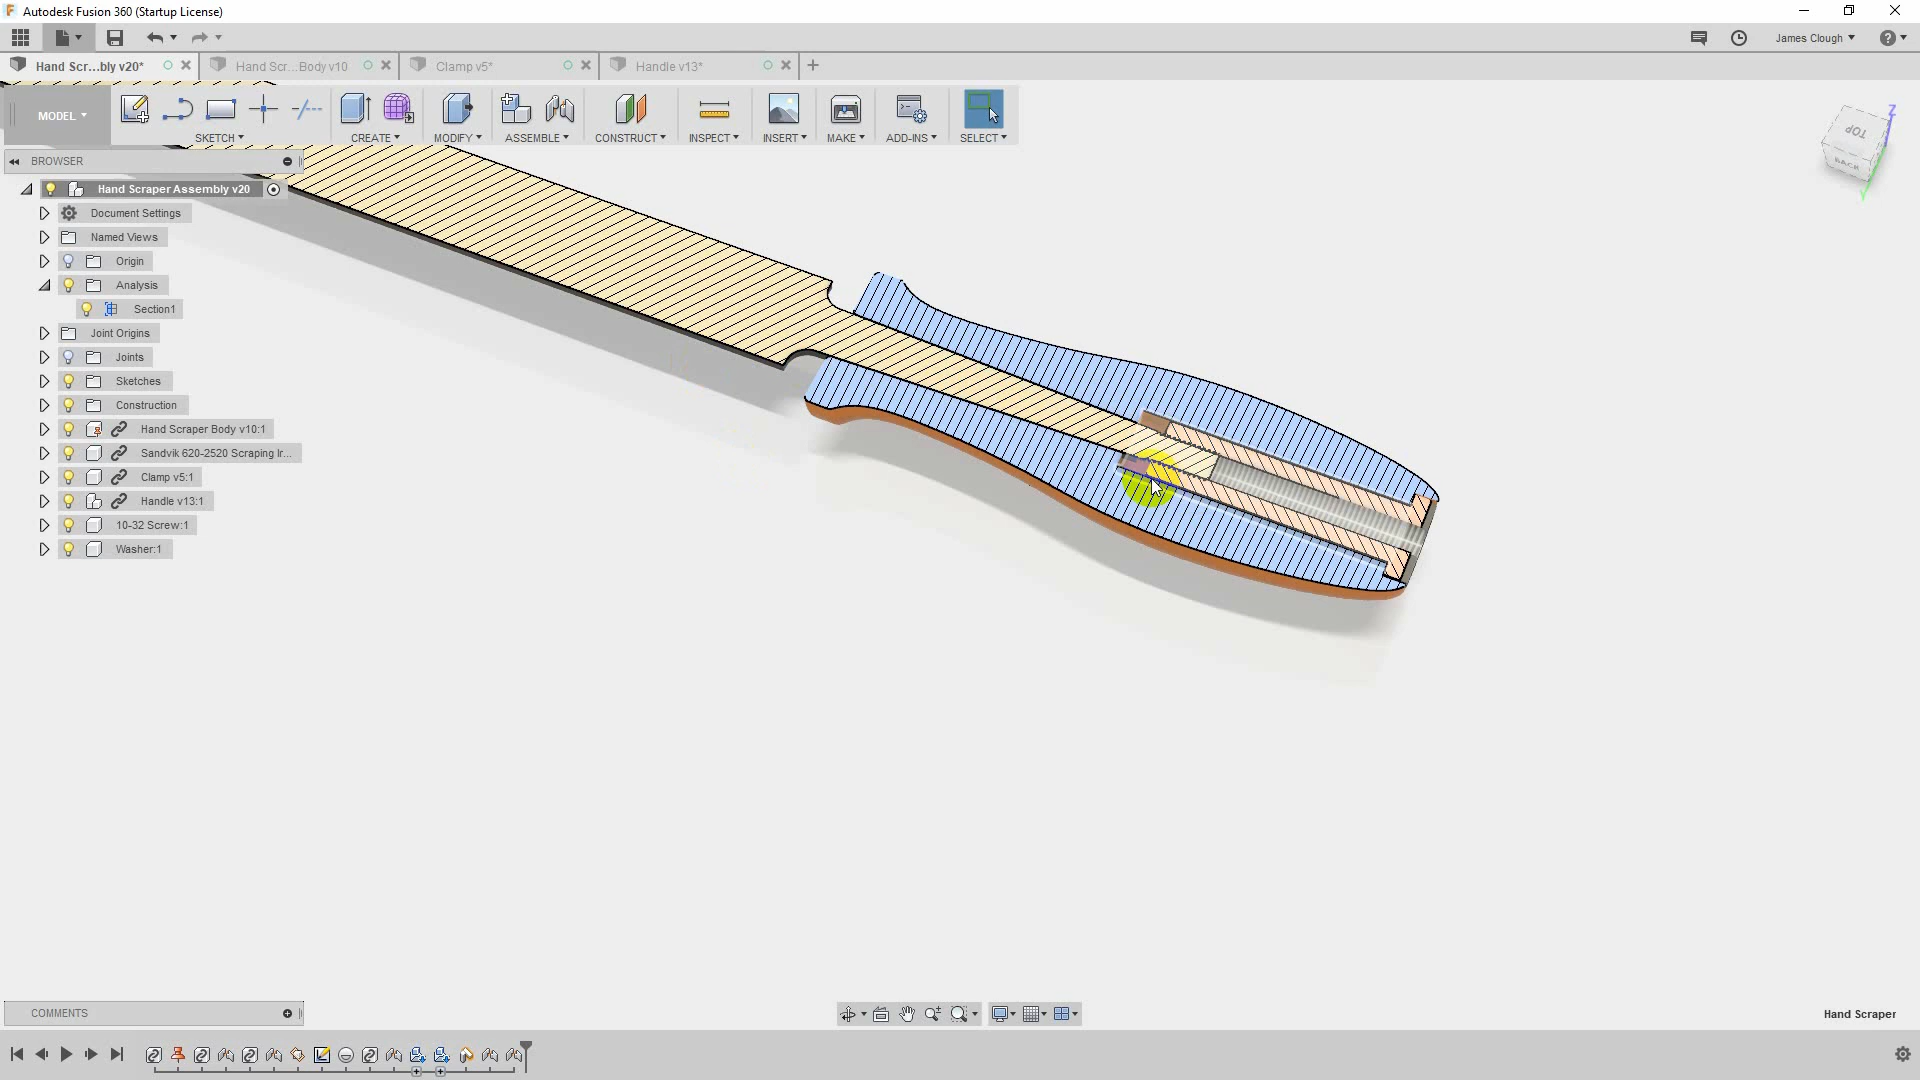 Autodesk Fusion 360 (Startup License)
James Clough
Hand Scr...bly v20*
Hand Scr...Body v10
Clamp v5*
Handle v13*
MODEL
SKETCH
CREATE
MODIFY
ASSEMBLE
CONSTRUCT
INSPECT
INSERT
MAKE
ADD-INS
SELECT
Z
TOP
BACK
Y
BROWSER
Hand Scraper Assembly v20
Document Settings
Named Views
Origin
Analysis
Section1
Joint Origins
Joints
Sketches
Construction
Hand Scraper Body v10:1
Sandvik 620-2520 Scraping Ir...
Clamp v5:1
Handle v13:1
10-32 Screw:1
Washer:1
COMMENTS
Hand Scraper